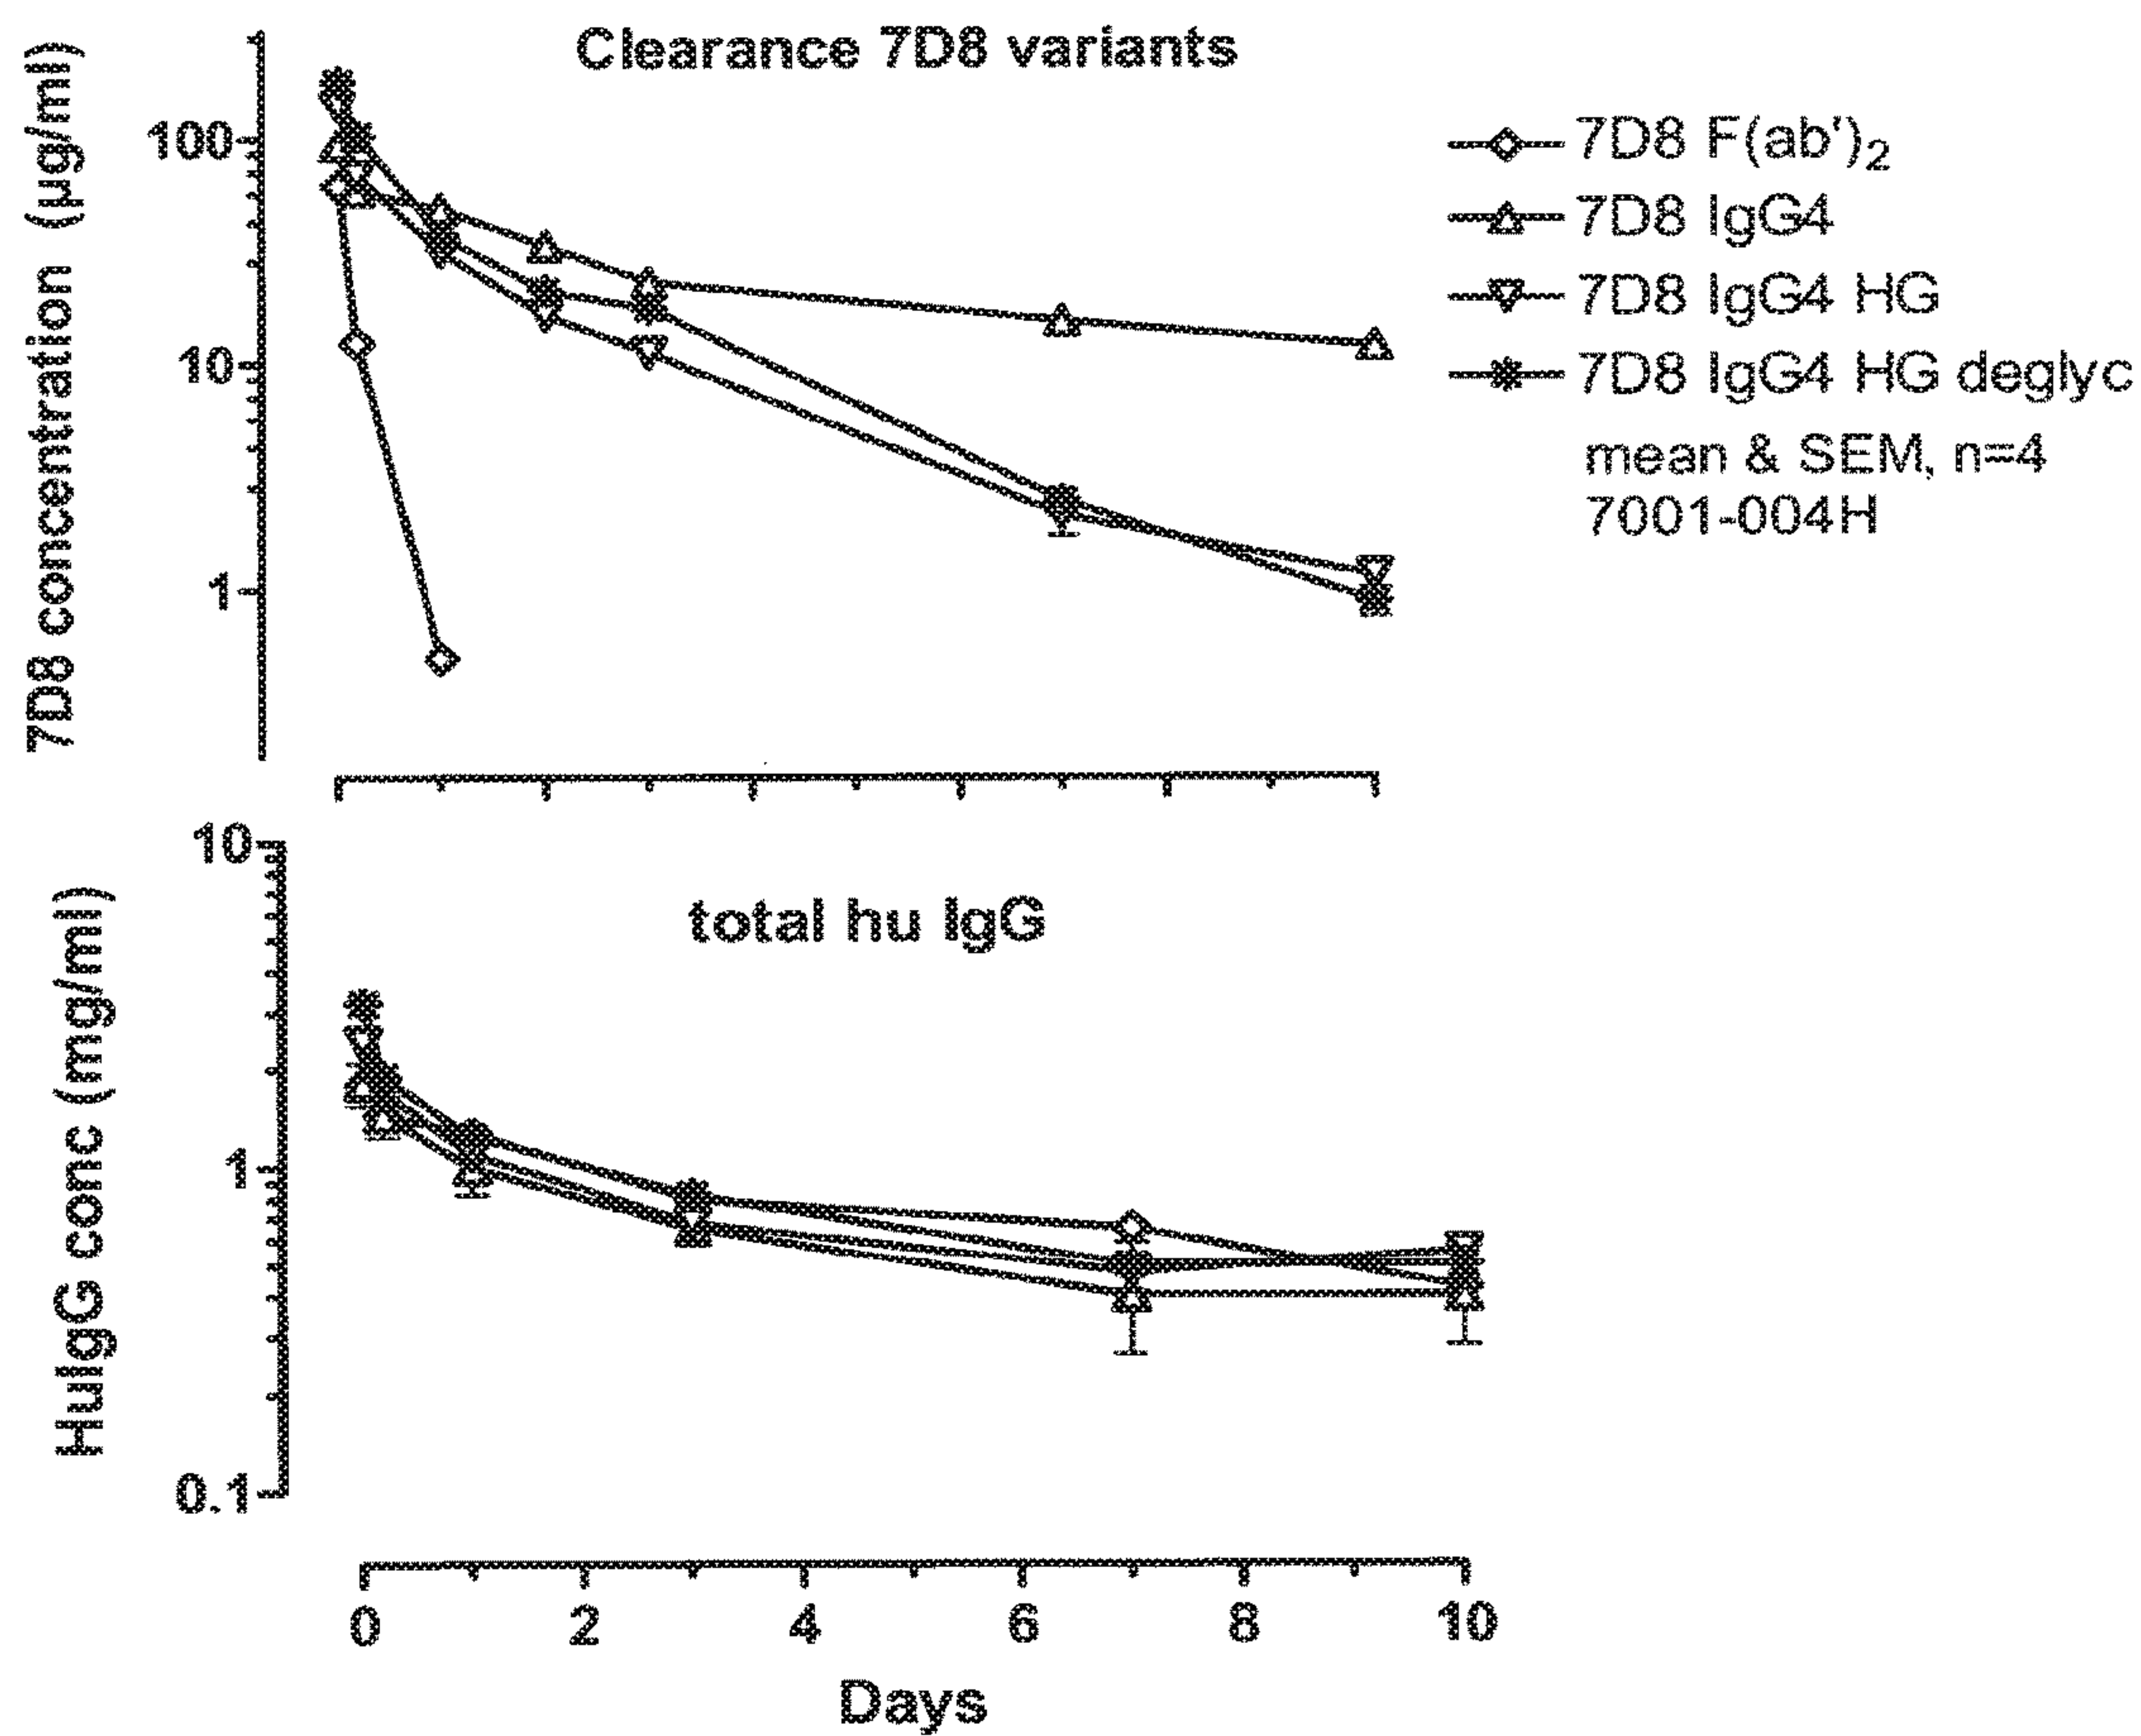 Clearance 7D8 variants
7D8 concentration (µg/ml)
100
10
1
7D8 F(ab')2
7D8 IgG4
7D8 IgG4 HG
7D8 IgG4 HG deglyc
mean & SEM, n=4
7001-004H
total hu IgG
HuIgG conc (mg/ml)
10
1
0.1
0 2 4 6 8 10
Days